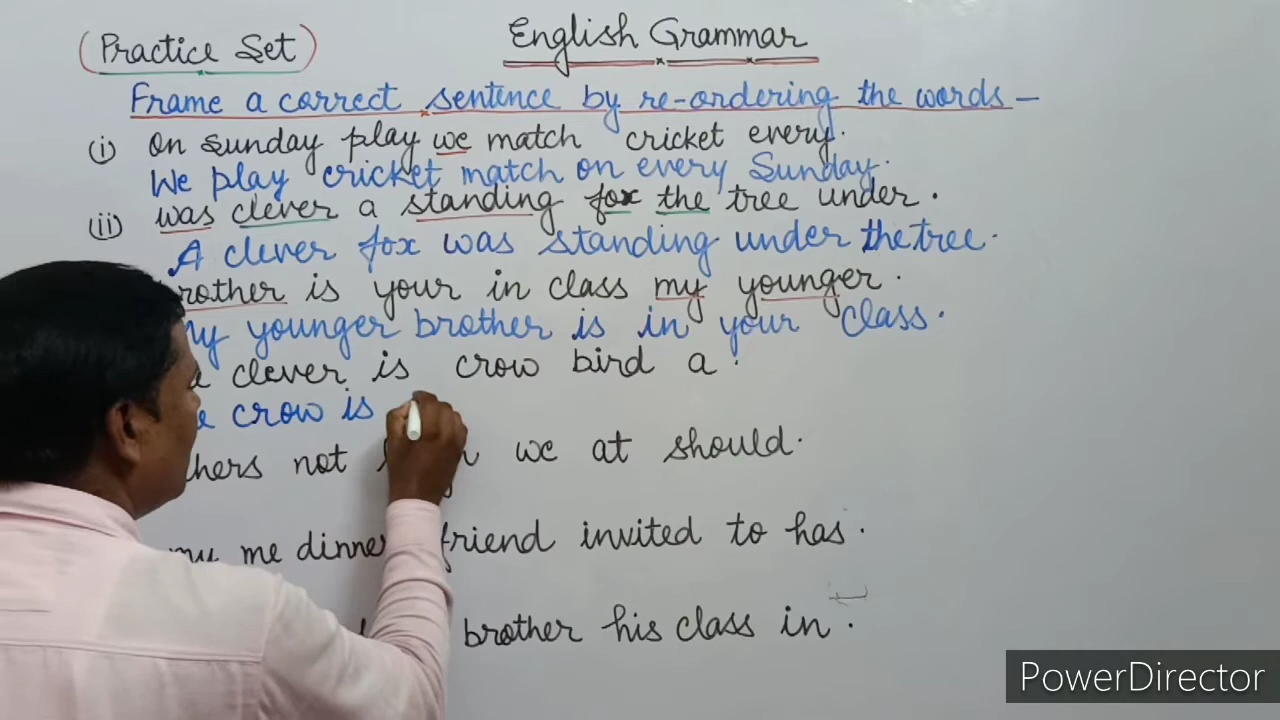 (Practice Set) English Grammar
Frame a correct sentence by re-ordering the words -
(i) On sunday play we match cricket every.
We play cricket match on every Sunday.
(ii) was clever a standing fox the tree under.
A clever fox was standing under the tree.
is your in class my younger.
younger brother is in your class.
clever is crow bird a.
crow is
not we at should.
me dinner friend invited to has.
brother his class in.
PowerDirector